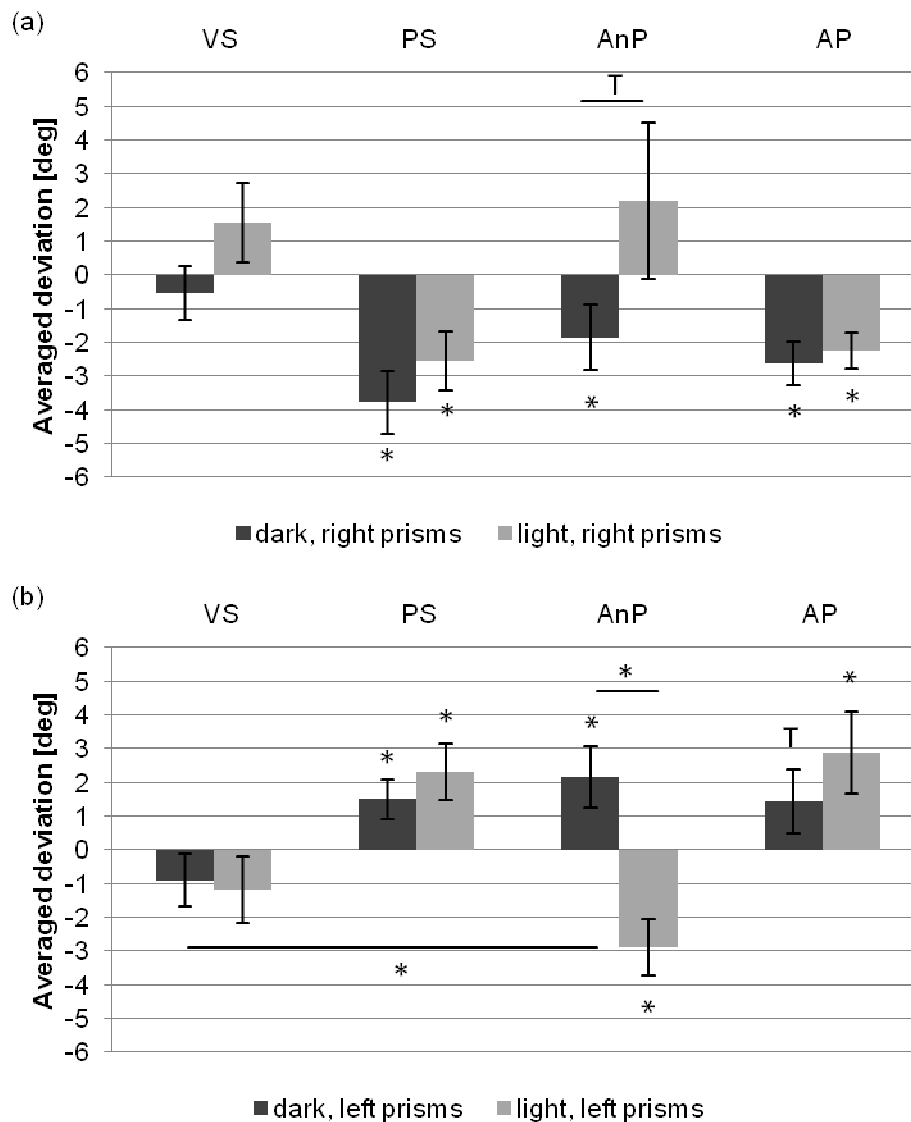 (a)
VS PS AnP AP
6
5
4
3
2
1
0
-1
-2
-3
-4
-5
-6
Averaged deviation [deg]
T
* * * * *
dark, right prisms light, right prisms
(b)
VS PS AnP AP
6
5
4
3
2
1
0
-1
-2
-3
-4
-5
-6
Averaged deviation [deg]
* *
* * * T
*
*
dark, left prisms light, left prisms